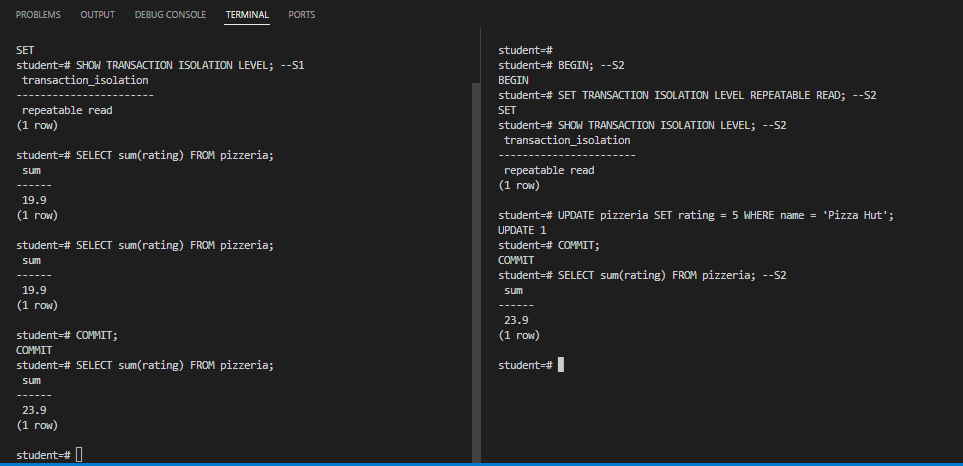 PROBLEMS OUTPUT DEBUG CONSOLE TERMINAL PORTS
SET
student=# SHOW TRANSACTION ISOLATION LEVEL; --S1
 transaction_isolation
-----------------------
 repeatable read
(1 row)

student=# SELECT sum(rating) FROM pizzeria;
 sum
------
 19.9
(1 row)

student=# SELECT sum(rating) FROM pizzeria;
 sum
------
 19.9
(1 row)

student=# COMMIT;
COMMIT
student=# SELECT sum(rating) FROM pizzeria;
 sum
------
 23.9
(1 row)

student=#
student=#
student=# BEGIN; --S2
BEGIN
student=# SET TRANSACTION ISOLATION LEVEL REPEATABLE READ; --S2
SET
student=# SHOW TRANSACTION ISOLATION LEVEL; --S2
 transaction_isolation
-----------------------
 repeatable read
(1 row)

student=# UPDATE pizzeria SET rating = 5 WHERE name = 'Pizza Hut';
UPDATE 1
student=# COMMIT;
COMMIT
student=# SELECT sum(rating) FROM pizzeria; --S2
 sum
------
 23.9
(1 row)

student=#